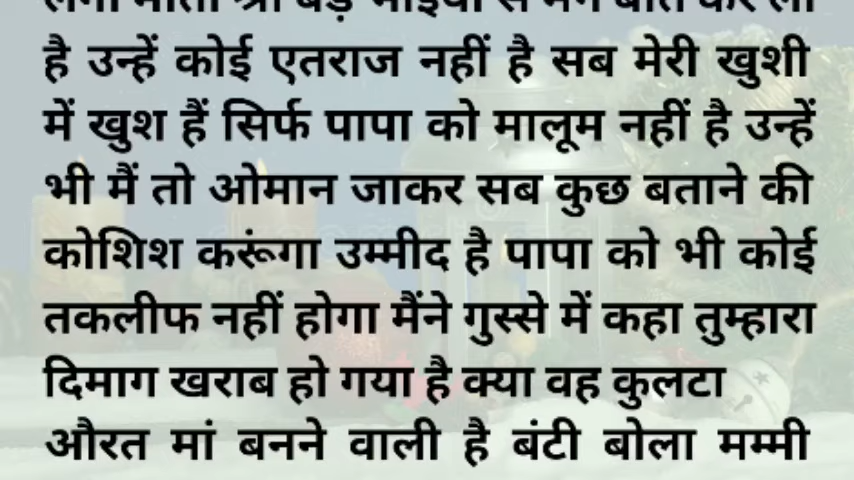 है उन्हें कोई एतराज नहीं है सब मेरी खुशी
में खुश हैं सिर्फ पापा को मालूम नहीं है उन्हें
भी मैं तो ओमान जाकर सब कुछ बताने की
कोशिश करूंगा उम्मीद है पापा को भी कोई
तकलीफ नहीं होगा मैंने गुस्से में कहा तुम्हारा
दिमाग खराब हो गया है क्या वह कुलटा
औरत मां बनने वाली है बंटी बोला मम्मी